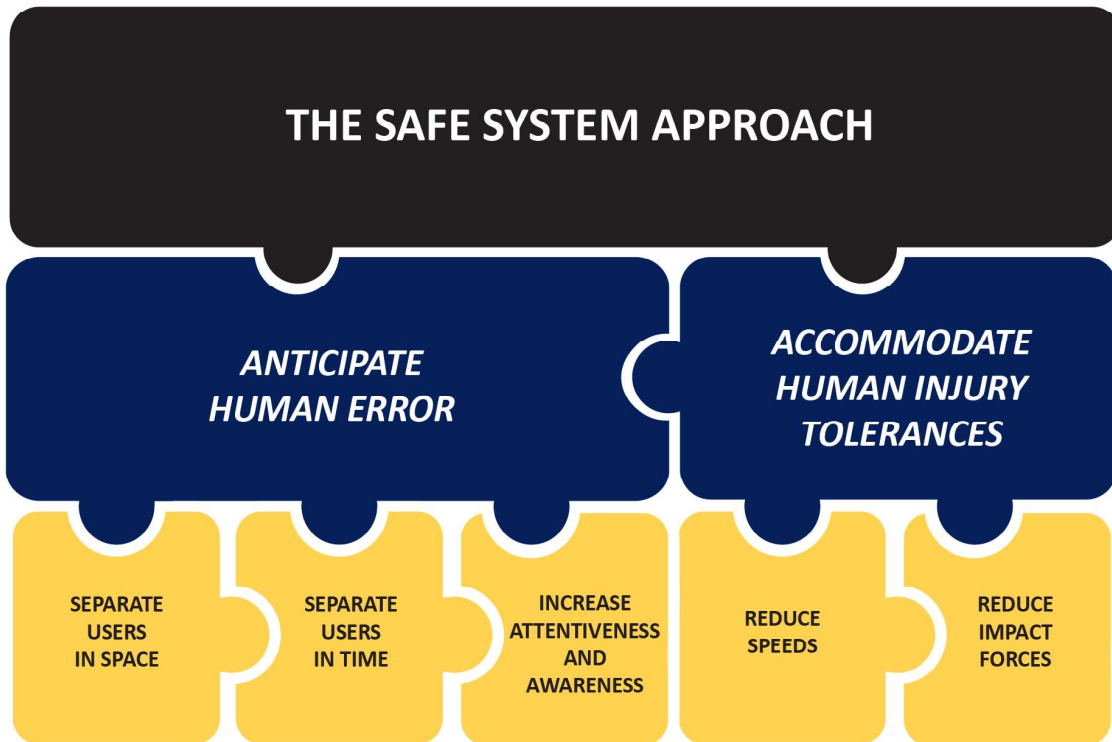 THE SAFE SYSTEM APPROACH
ANTICIPATE
HUMAN ERROR
ACCOMMODATE
HUMAN INJURY
TOLERANCES
SEPARATE
USERS
IN SPACE
SEPARATE
USERS
IN TIME
INCREASE
ATTENTIVENESS
AND
AWARENESS
REDUCE
SPEEDS
REDUCE
IMPACT
FORCES